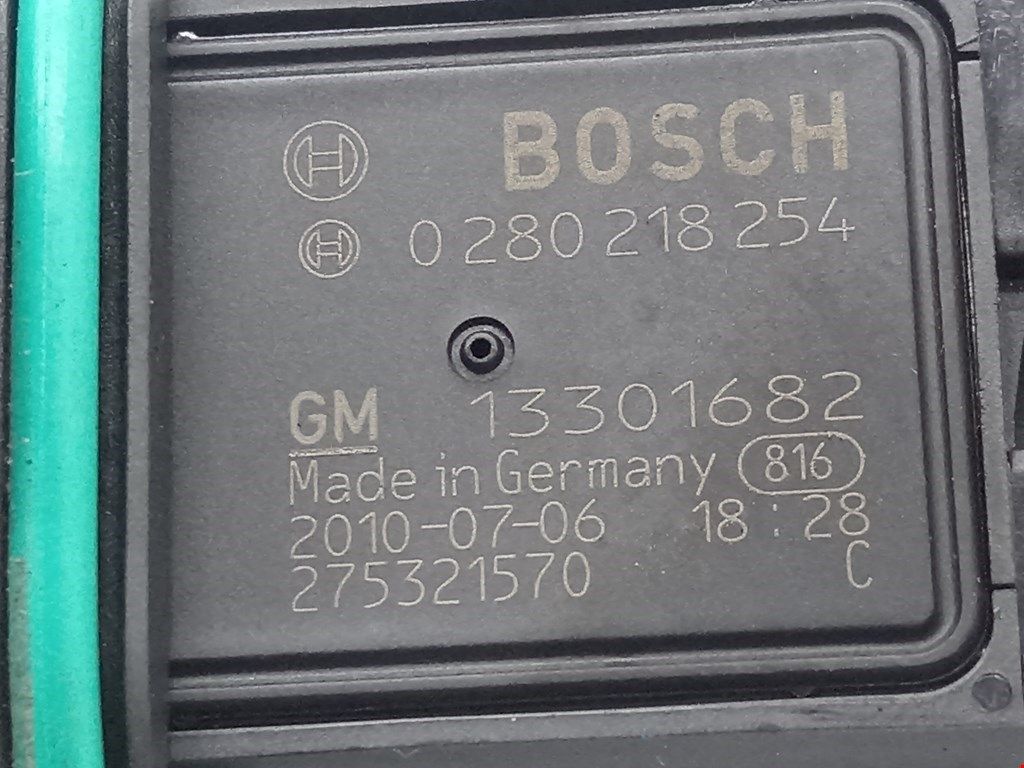 BOSCH
0 280 218 254
GM 13301682
Made in Germany 816
2010-07-06 18:28
275321570 C